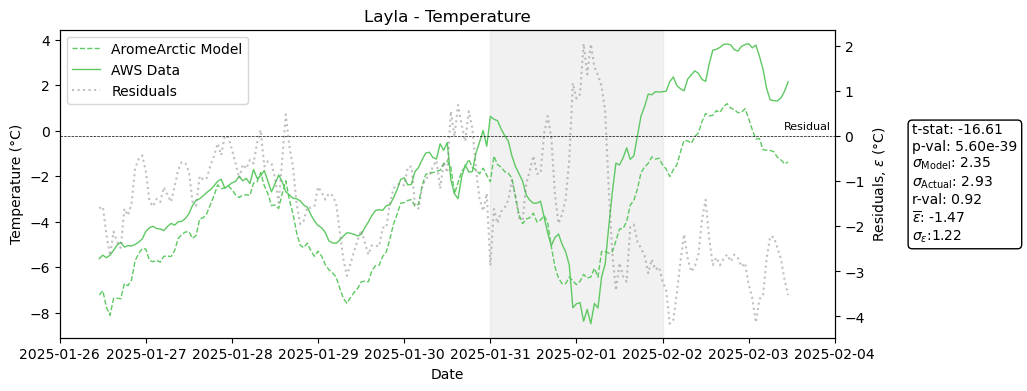 Layla - Temperature
AromeArctic Model
AWS Data
Residuals
Temperature (°C)
4
2
0
−2
−4
−6
−8
2
1
0
−1
−2
−3
−4
Residual
Residuals, ε (°C)
t-stat: -16.61
p-val: 5.60e-39
σModel: 2.35
σActual: 2.93
r-val: 0.92
ε̅: -1.47
σε:1.22
2025-01-26 2025-01-27 2025-01-28 2025-01-29 2025-01-30 2025-01-31 2025-02-01 2025-02-02 2025-02-03 2025-02-04
Date